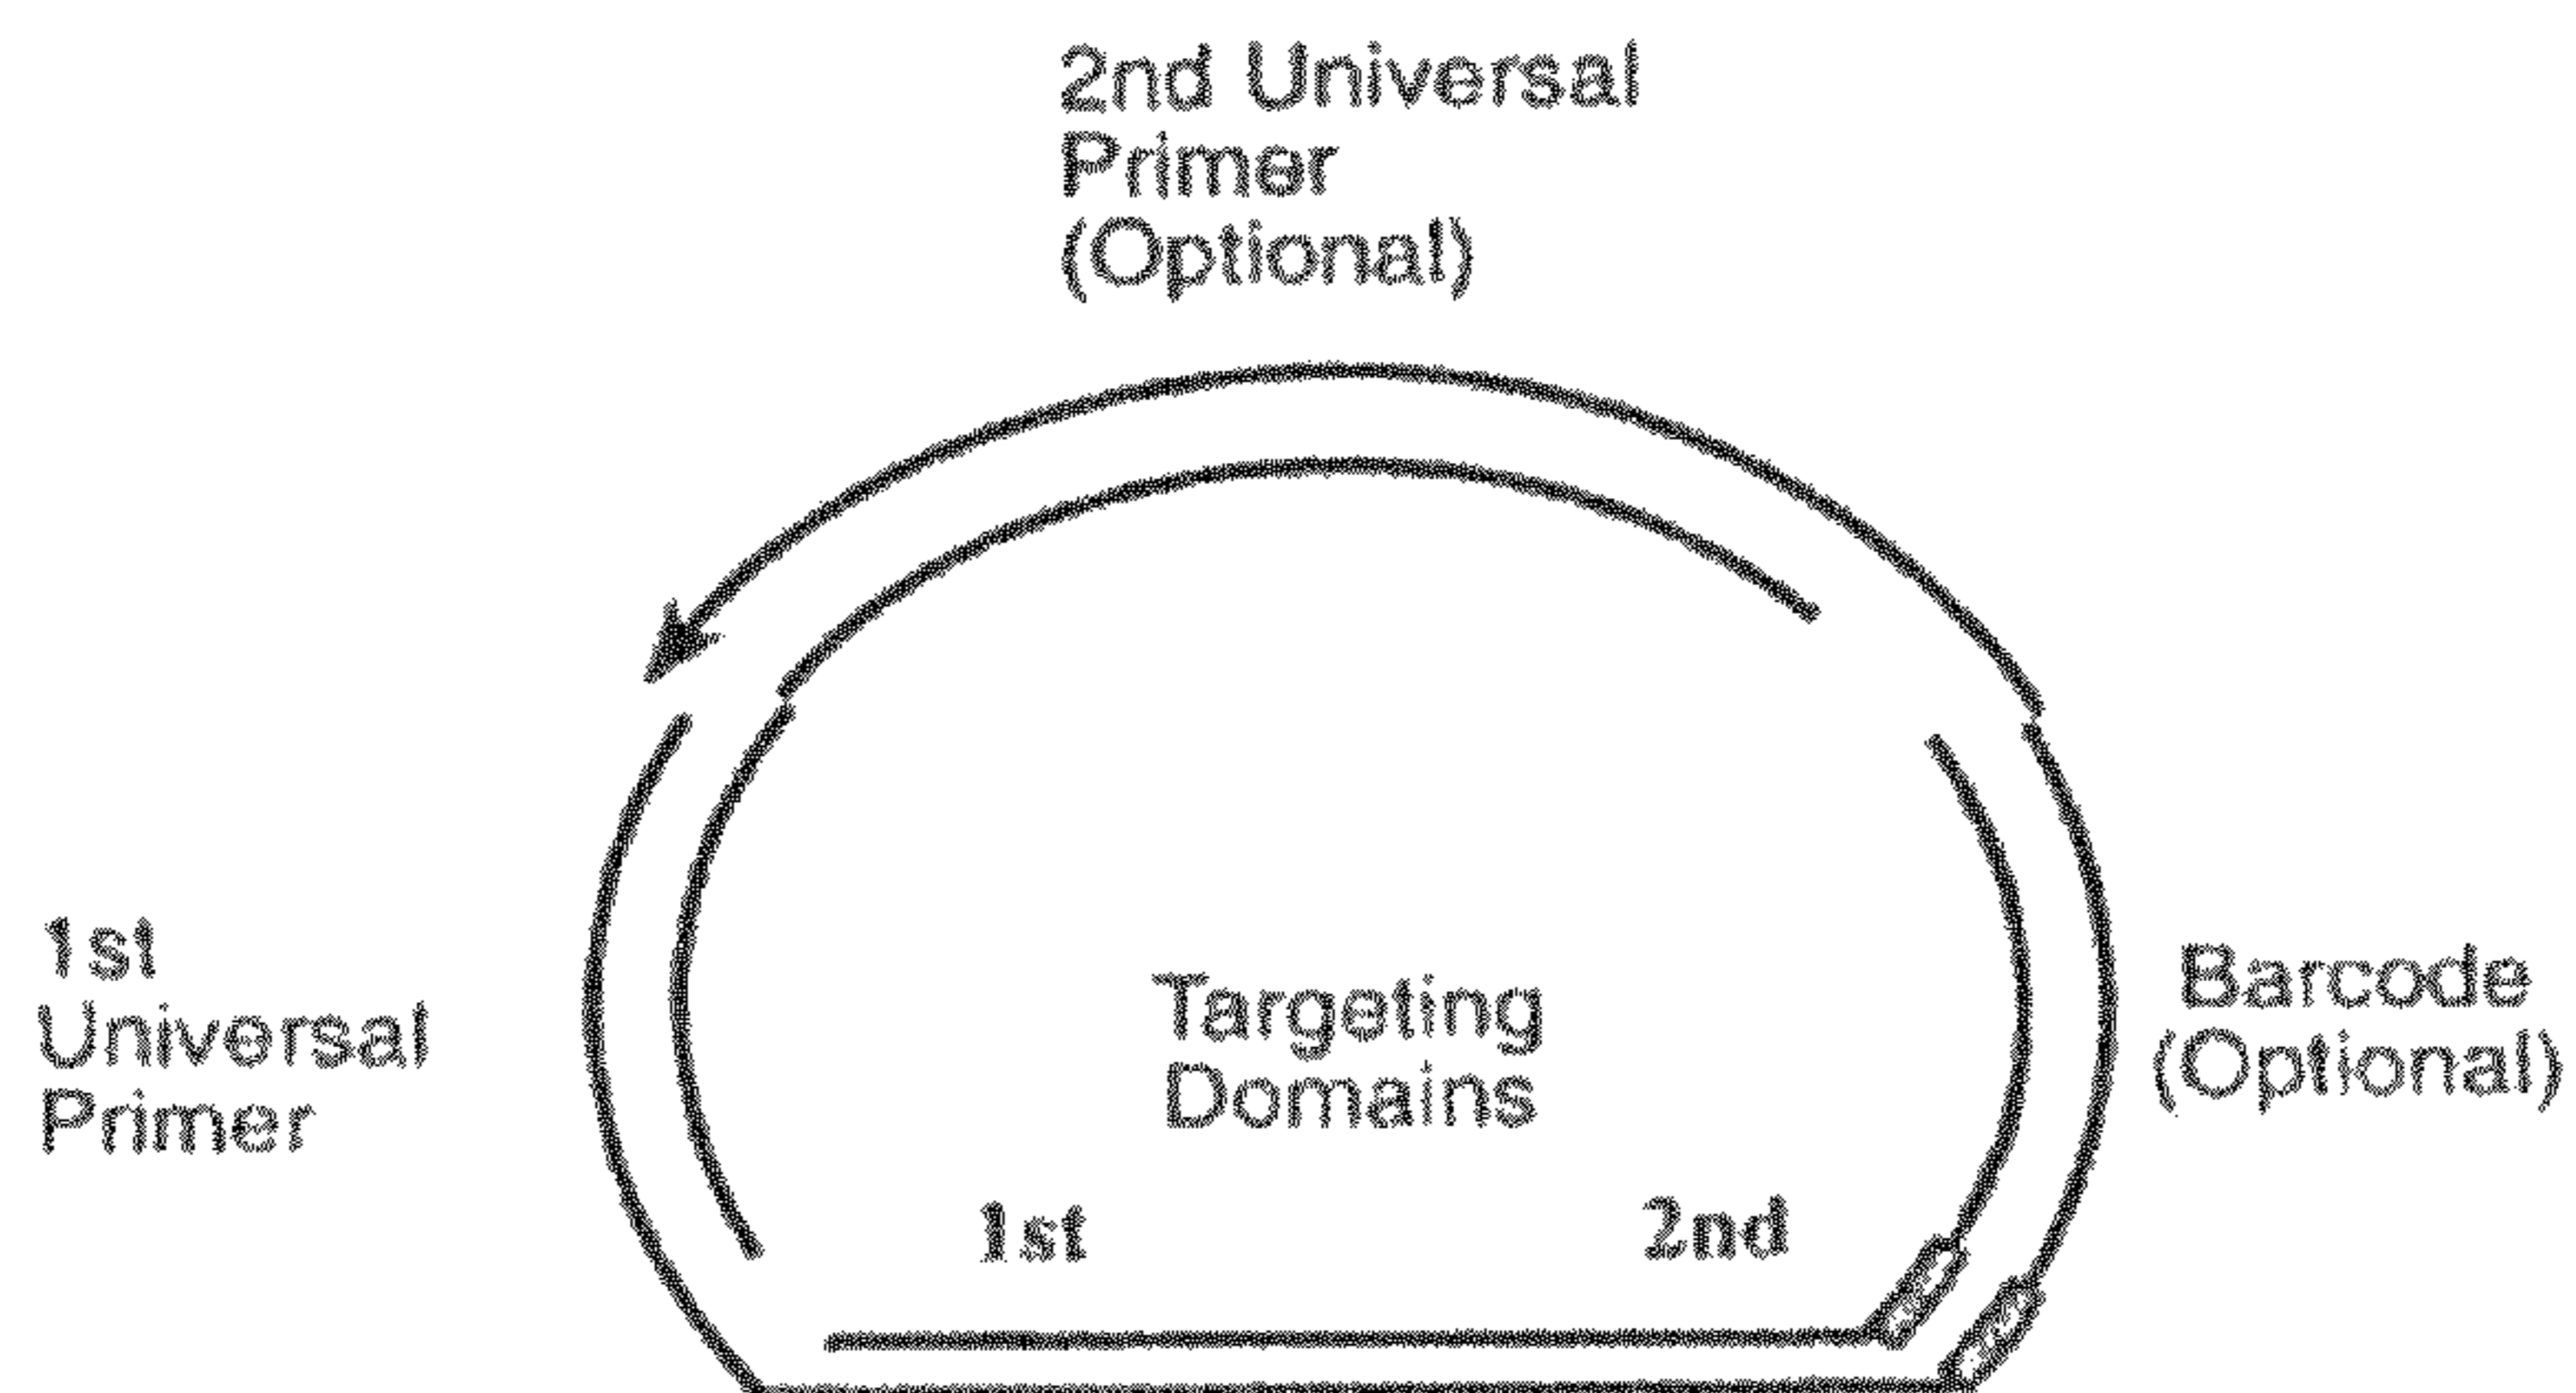 2nd Universal
Primer
(Optional)
1st
Universal
Primer
Targeting
Domains
Barcode
(Optional)
1st
2nd